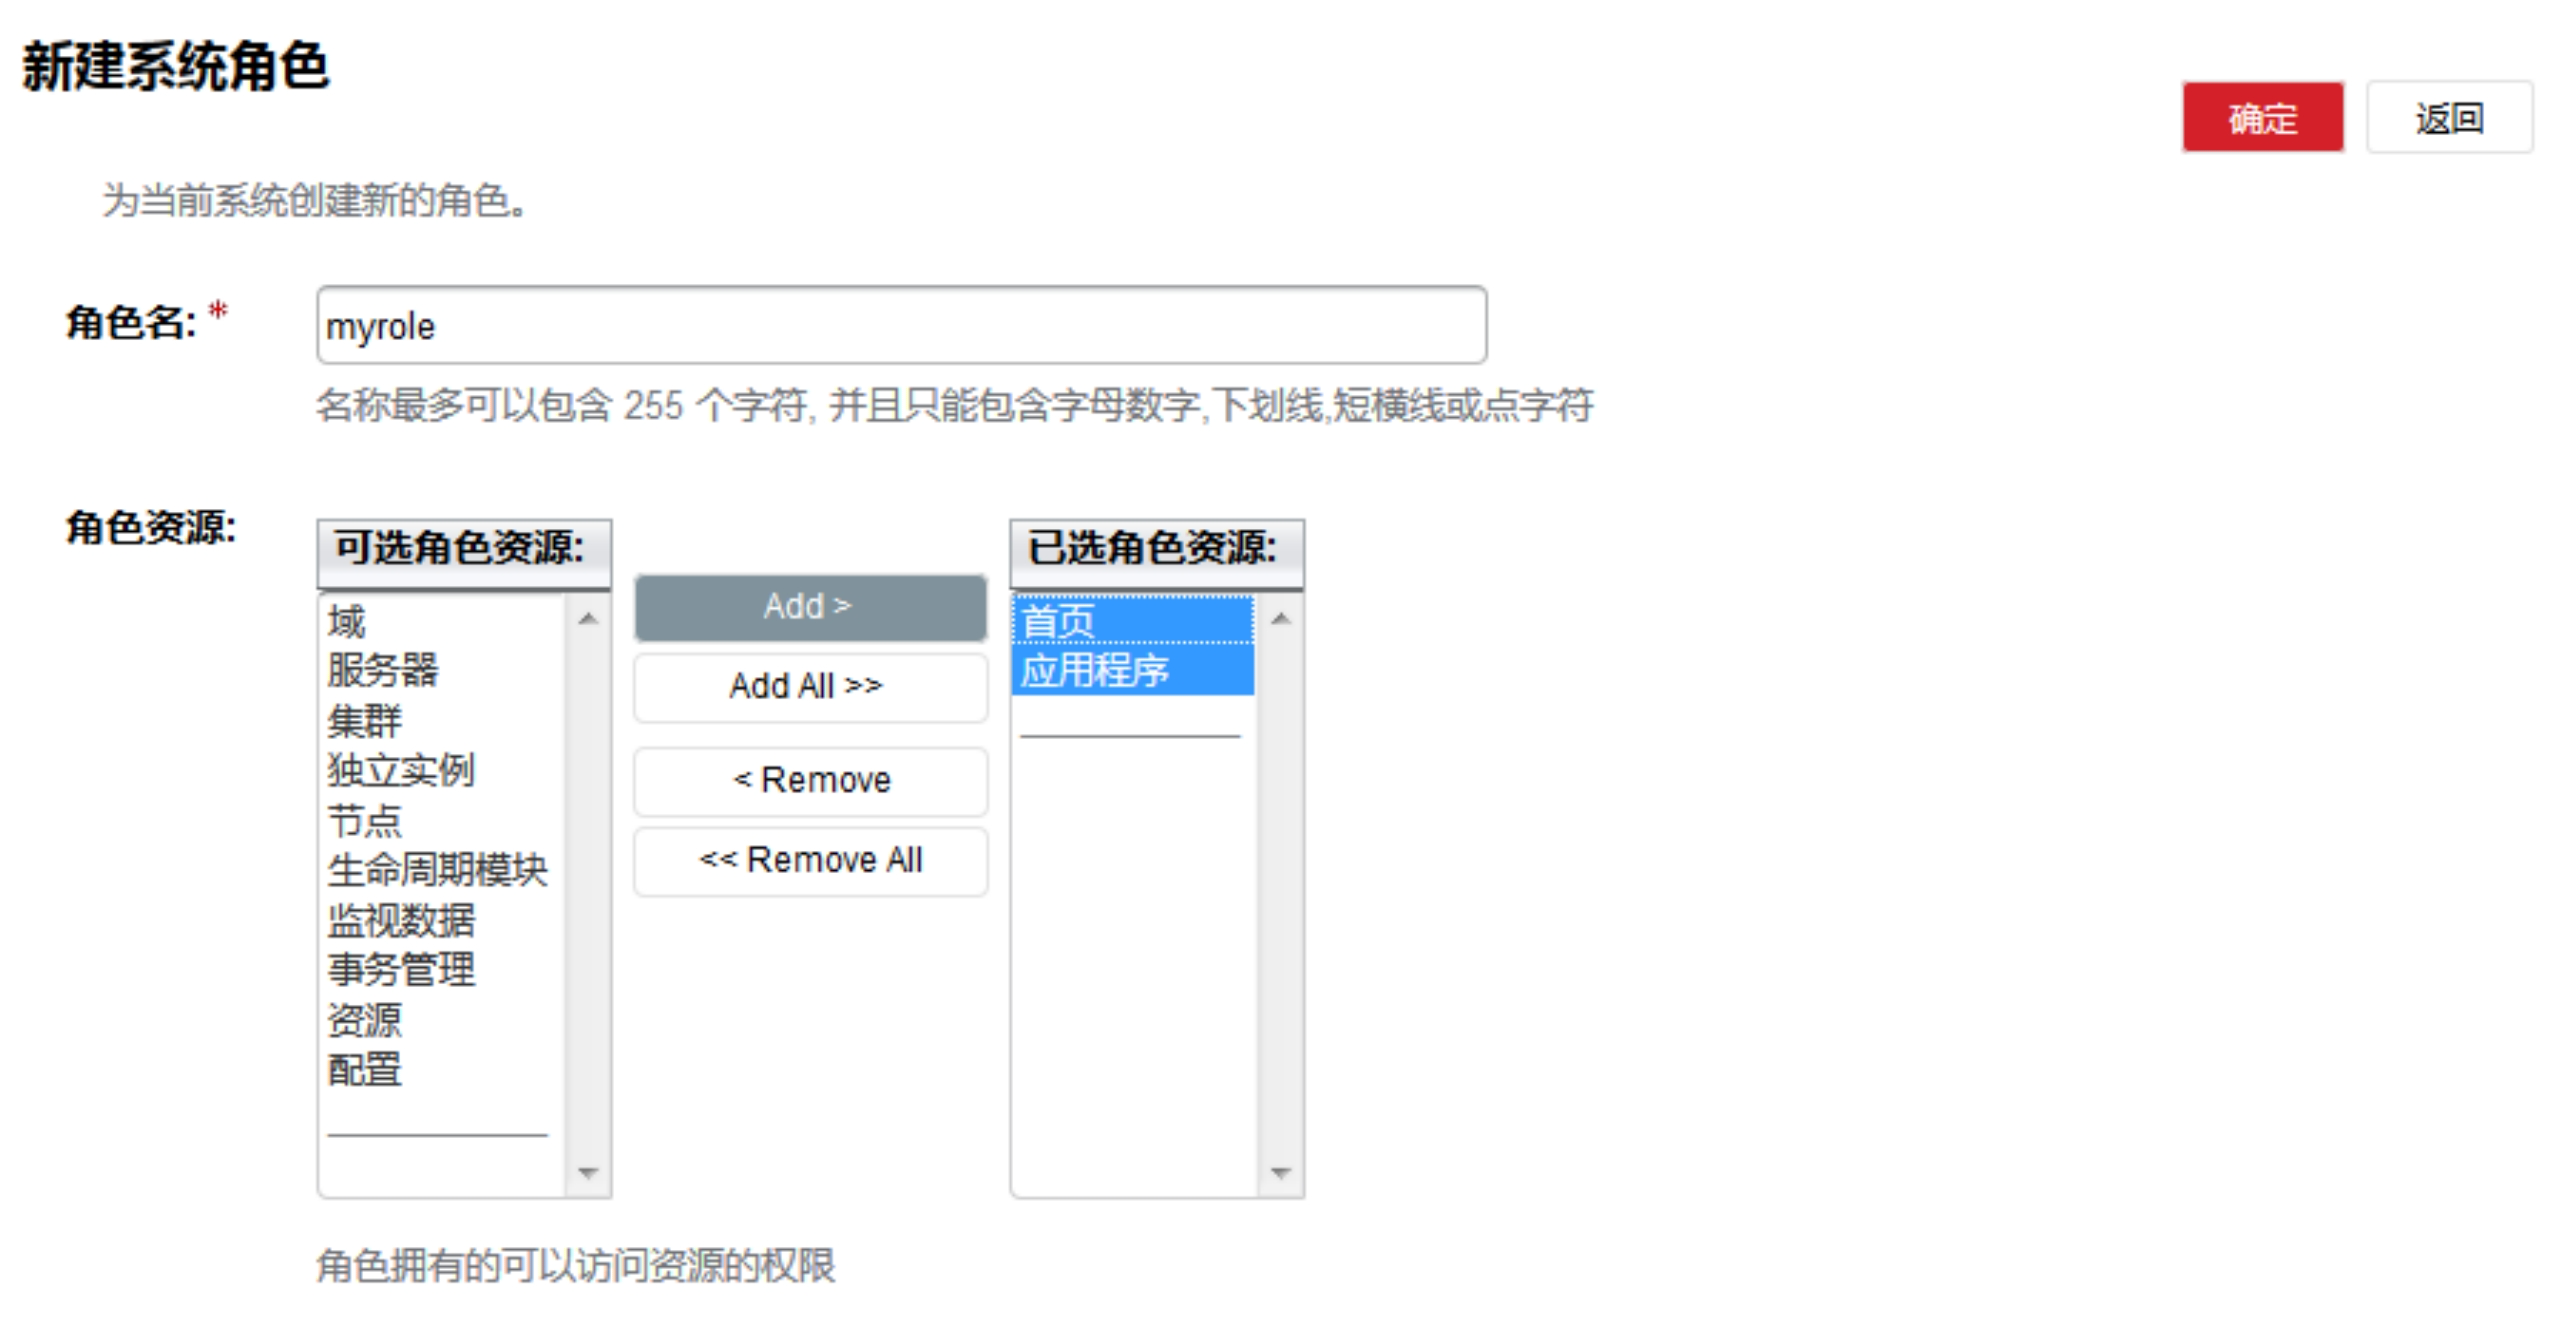 新建系统角色
确定 返回
为当前系统创建新的角色。
角色名: * myrole
名称最多可以包含 255 个字符, 并且只能包含字母数字,下划线,短横线或点字符
角色资源:
可选角色资源:
域
服务器
集群
独立实例
节点
生命周期模块
监视数据
事务管理
资源
配置
Add >
Add All >>
< Remove
<< Remove All
已选角色资源:
首页
应用程序
角色拥有的可以访问资源的权限